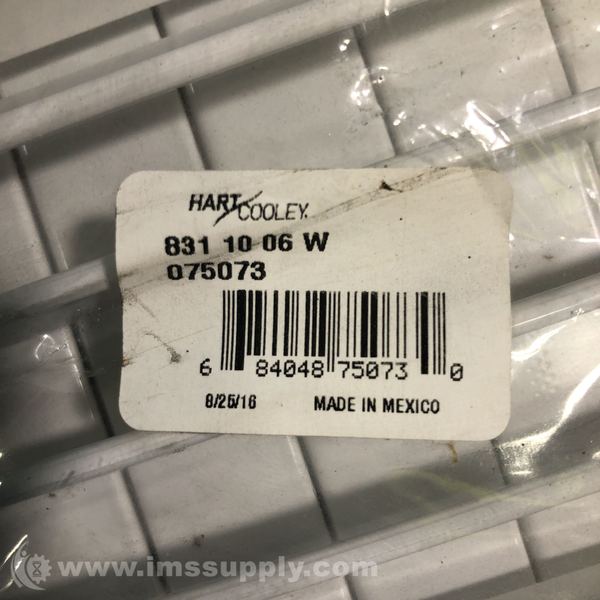 HART COOLEY
831 10 06 W
075073
6 84048 75073 0
8/25/16 MADE IN MEXICO
www.imssupply.com